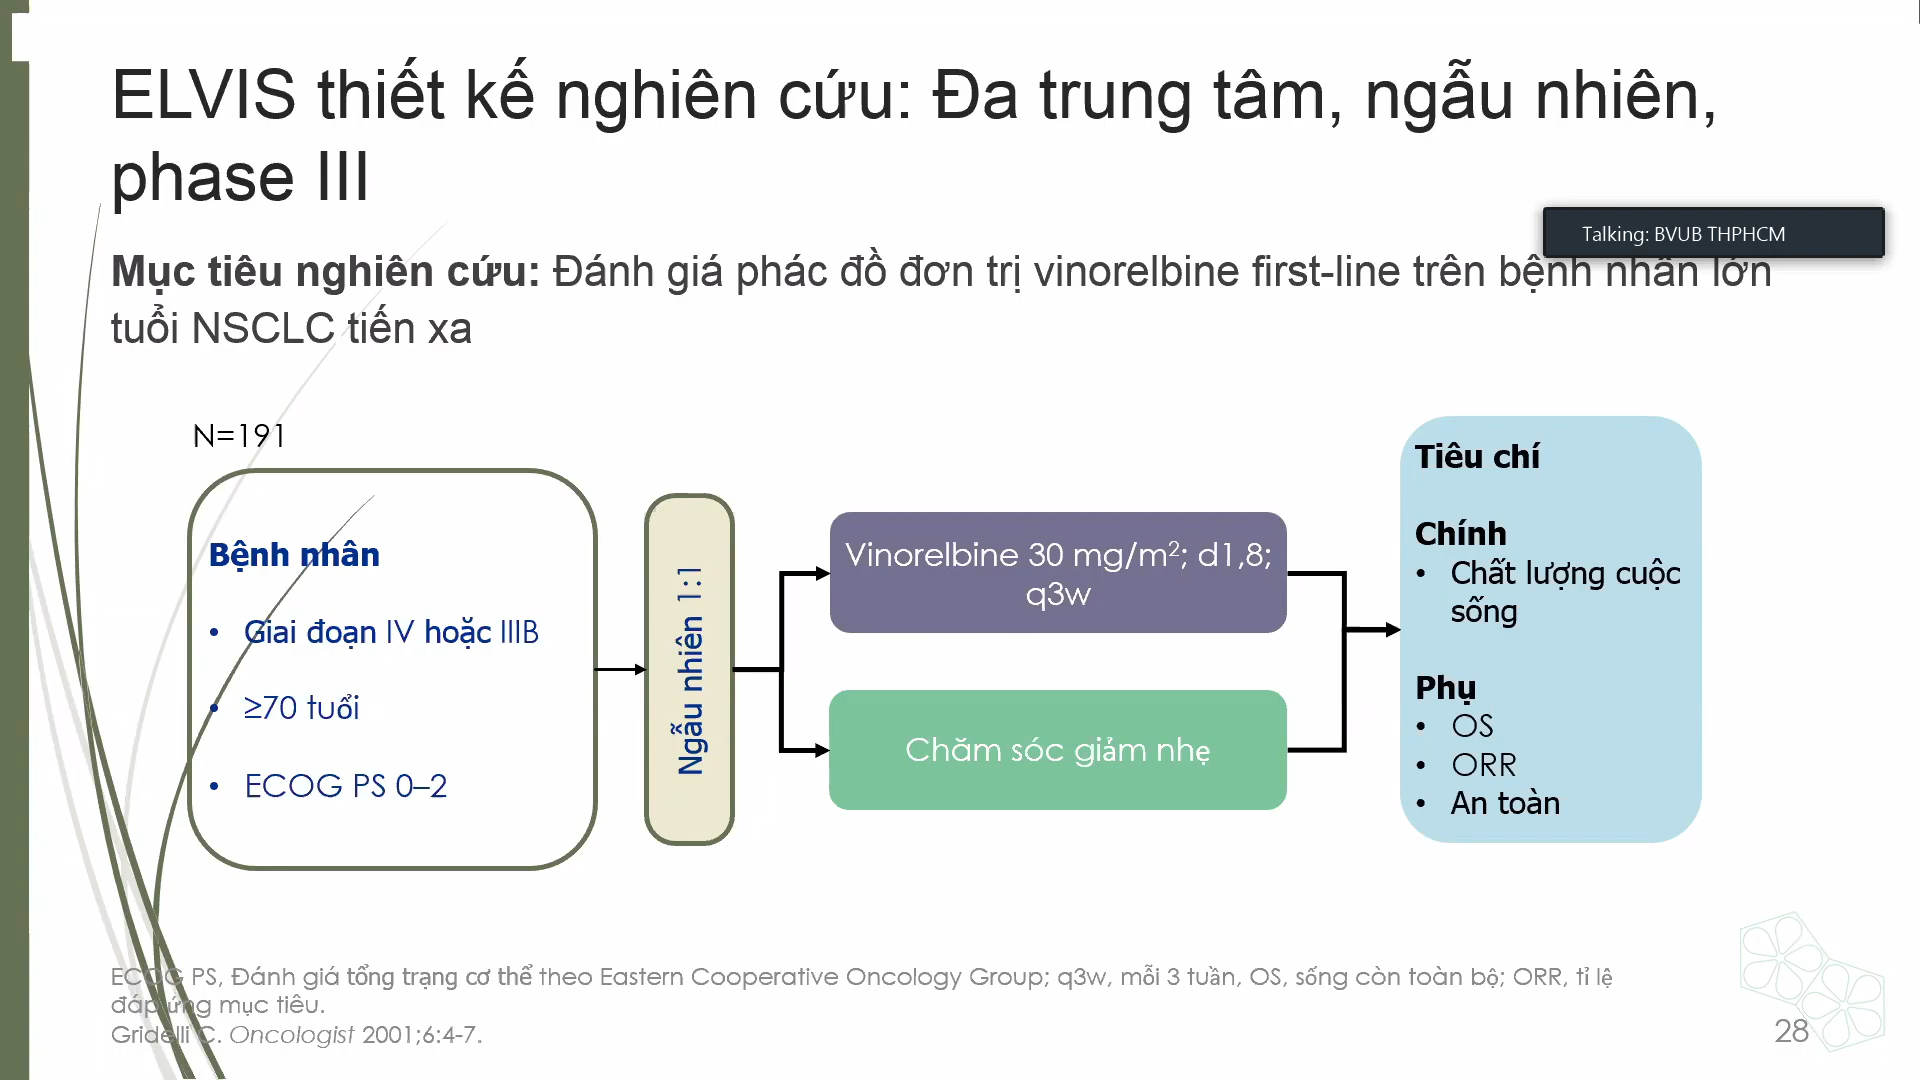 ELVIS thiết kế nghiên cứu: Đa trung tâm, ngẫu nhiên,
phase III
Talking: BVUB THPHCM
Mục tiêu nghiên cứu: Đánh giá phác đồ đơn trị vinorelbine first-line trên bệnh nhân lớn
tuổi NSCLC tiến xa
N=191
Bệnh nhân
• Giai đoạn IV hoặc IIIB
• ≥70 tuổi
• ECOG PS 0–2
Ngẫu nhiên 1:1
Vinorelbine 30 mg/m²; d1,8;
q3w
Chăm sóc giảm nhẹ
Tiêu chí
Chính
• Chất lượng cuộc
sống
Phụ
• OS
• ORR
• An toàn
ECOG PS, Đánh giá tổng trạng cơ thể theo Eastern Cooperative Oncology Group; q3w, mỗi 3 tuần, OS, sống còn toàn bộ; ORR, tỉ lệ
đáp ứng mục tiêu.
Gridelli C. Oncologist 2001;6:4-7.
28